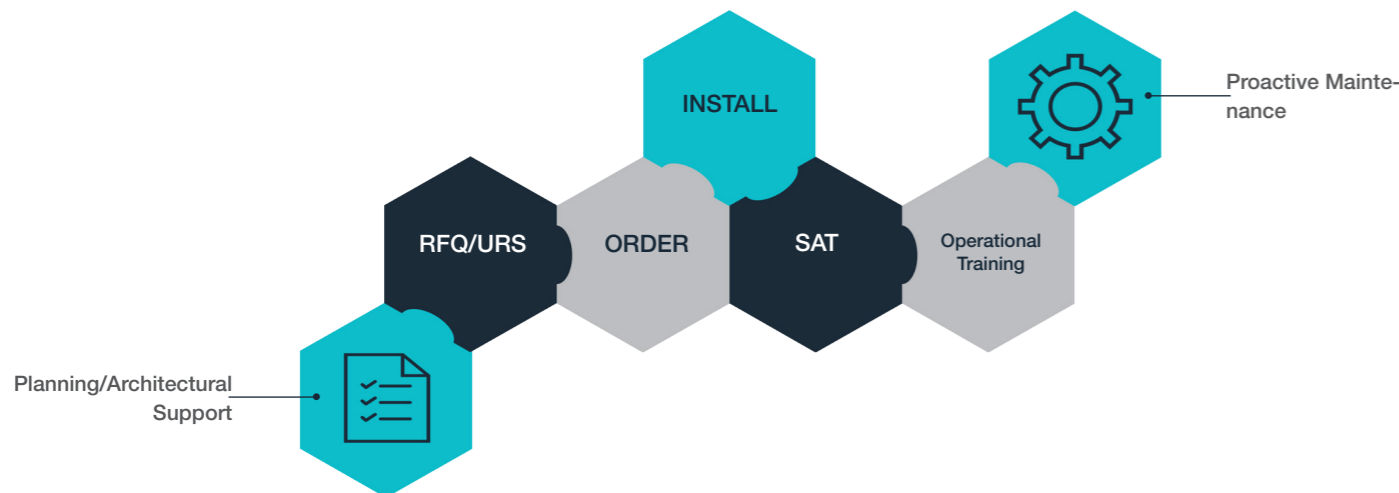 Planning/Architectural
Support
RFQ/URS
ORDER
INSTALL
SAT
Operational
Training
Proactive Mainte-
nance